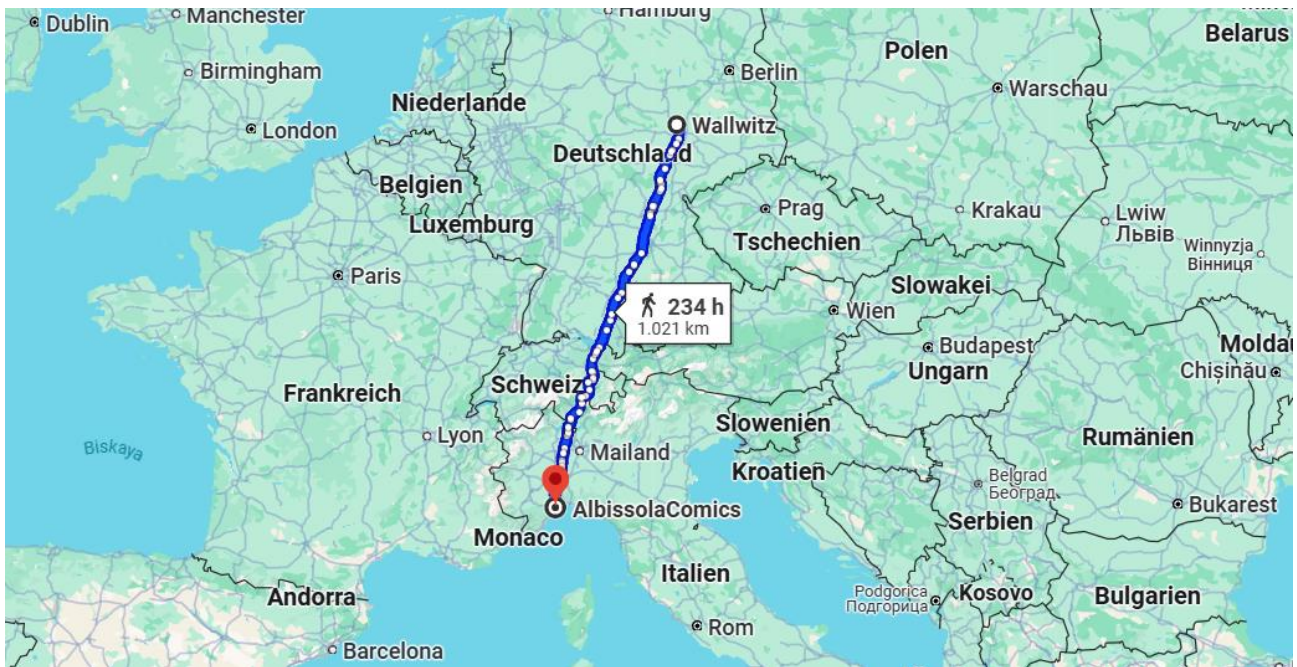 Hamburg
Dublin
Manchester
Belarus
Birmingham
Polen
Berlin
Niederlande
Warschau
London
Wallwitz
Deutschland
Belgien
Prag
Krakau
Lwiw
Львів
Luxemburg
Tschechien
Winnyzja
Вінниця
Paris
Slowakei
234 h
1.021 km
Wien
Budapest
Moldau
Ungarn
Chișinău
Schweiz
Frankreich
Slowenien
Lyon
Rumänien
Biskaya
Mailand
Kroatien
Belgrad
Београд
Bukarest
AlbissolaComics
Serbien
Monaco
Italien
Andorra
Podgorica
Подгорица
Kosovo
Bulgarien
Rom
Barcelona